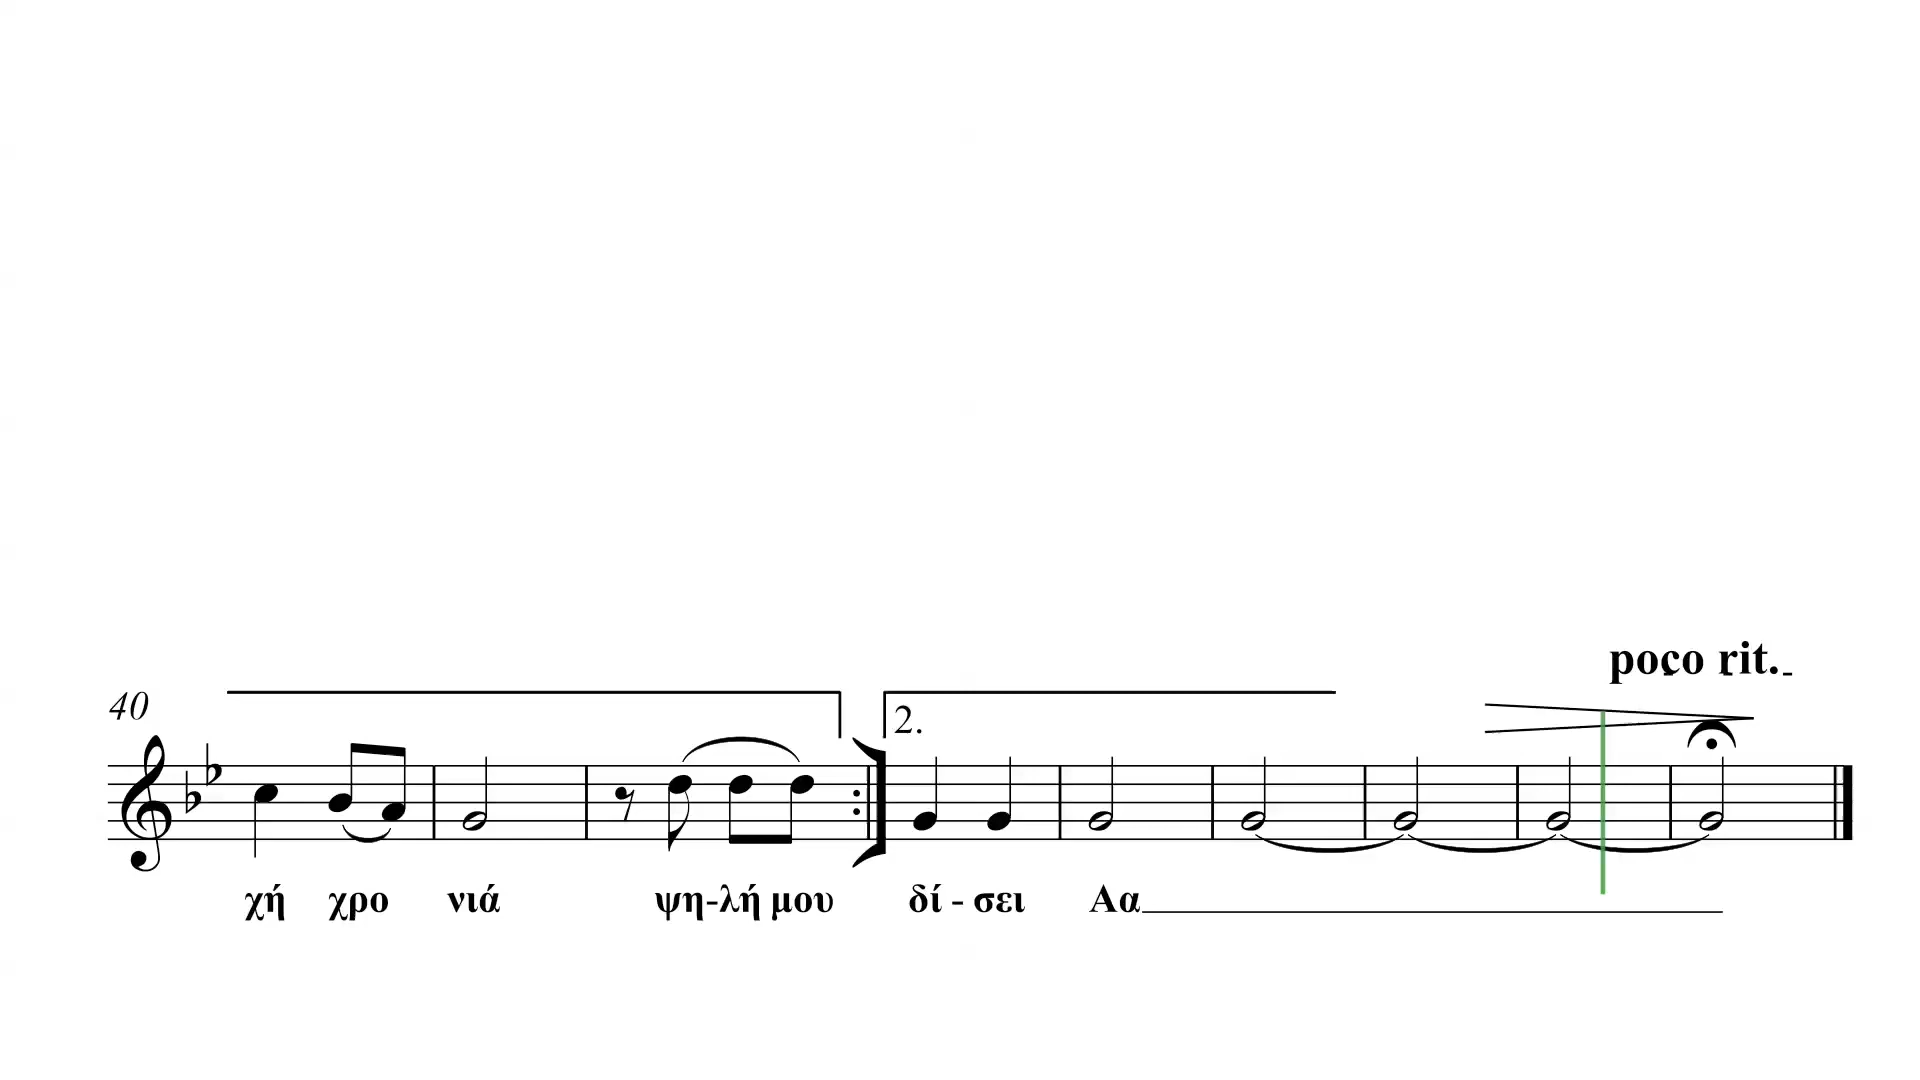 poco rit.
40
2.
χή χρο νιά ψη-λή μου δί - σει Αα